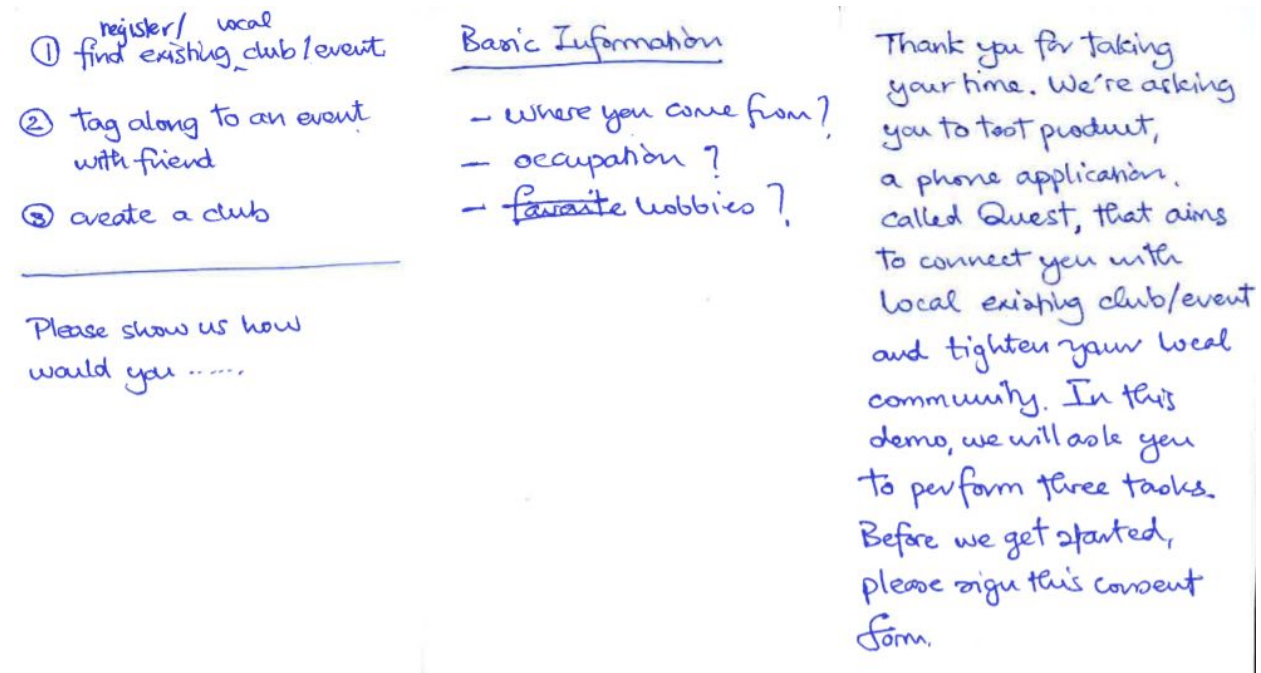 register/ local
① find existing club/event
② tag along to an event
with friend
③ create a club
Please show us how
would you ......
Basic Information
- where you come from?
- occupation ?
- favorite hobbies ?
Thank you for taking
your time. We're asking
you to test product,
a phone application,
called Quest, that aims
to connect you with
local existing club/event
and tighten your local
community. In this
demo, we will ask you
to perform three tasks.
Before we get started,
please sign this consent
form.